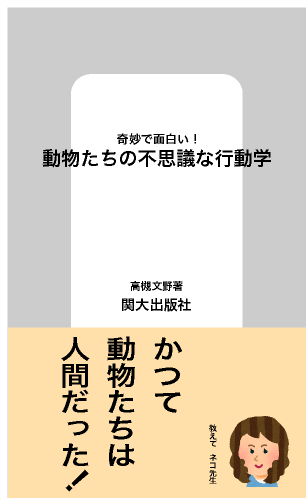 奇妙で面白い！
動物たちの不思議な行動学
高槻文野著
関大出版社
かつて
動物たちは
人間だった！
教えて　ネコ先生